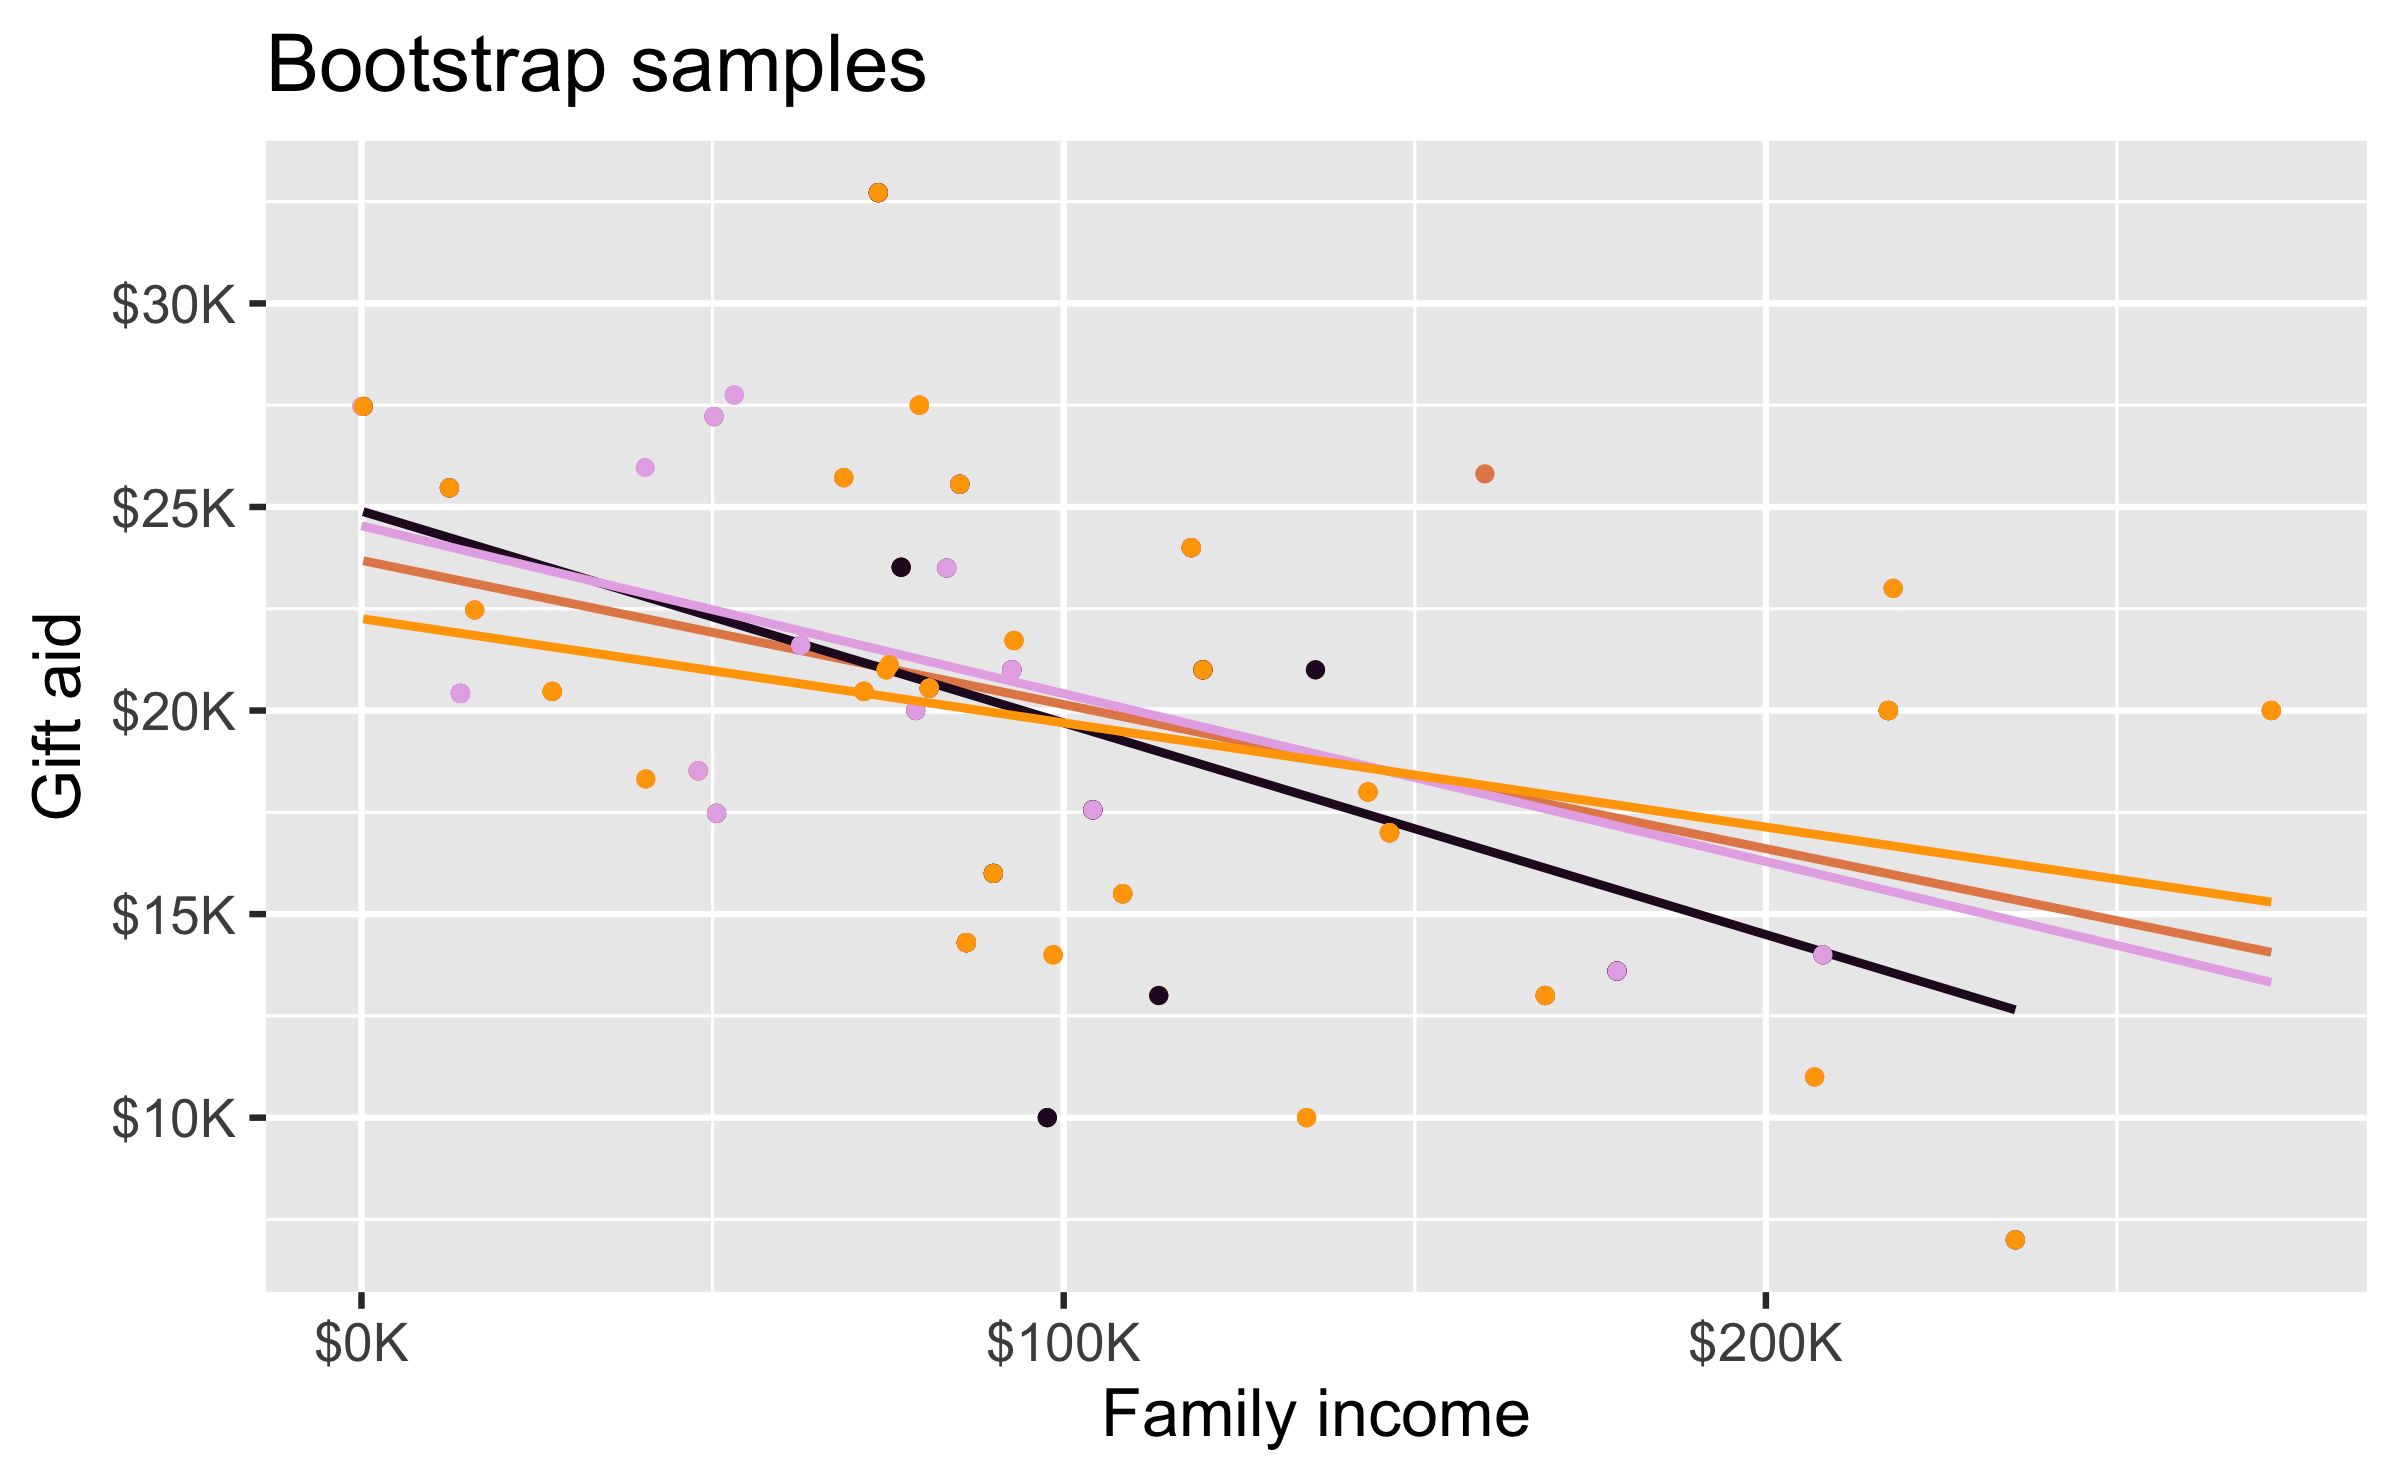 Bootstrap samples
$30K
$25K
$20K
$15K
$10K
Gift aid
$0K
$100K
$200K
Family income